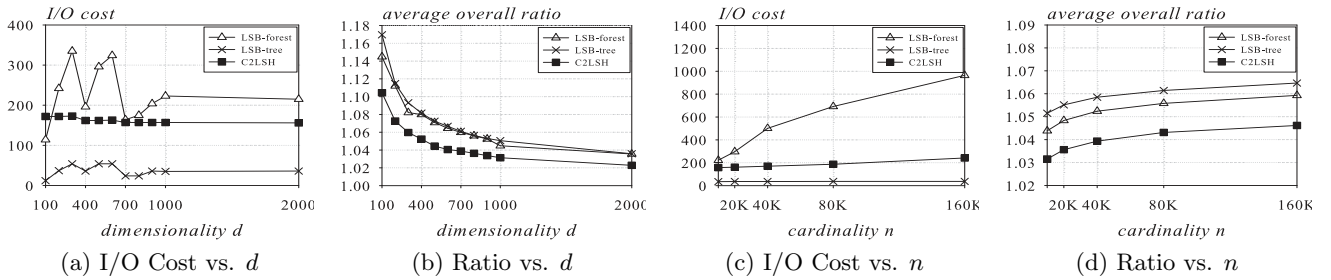 I/O cost
400
300
200
100
0
100 400 700 1000 2000
dimensionality d
LSB-forest
LSB-tree
C2LSH
(a) I/O Cost vs. d
average overall ratio
1.18
1.16
1.14
1.12
1.10
1.08
1.06
1.04
1.02
1.00
100 400 700 1000 2000
dimensionality d
LSB-forest
LSB-tree
C2LSH
(b) Ratio vs. d
I/O cost
1400
1200
1000
800
600
400
200
0
20K 40K 80K 160K
cardinality n
LSB-forest
LSB-tree
C2LSH
(c) I/O Cost vs. n
average overall ratio
1.09
1.08
1.07
1.06
1.05
1.04
1.03
1.02
20K 40K 80K 160K
cardinality n
LSB-forest
LSB-tree
C2LSH
(d) Ratio vs. n